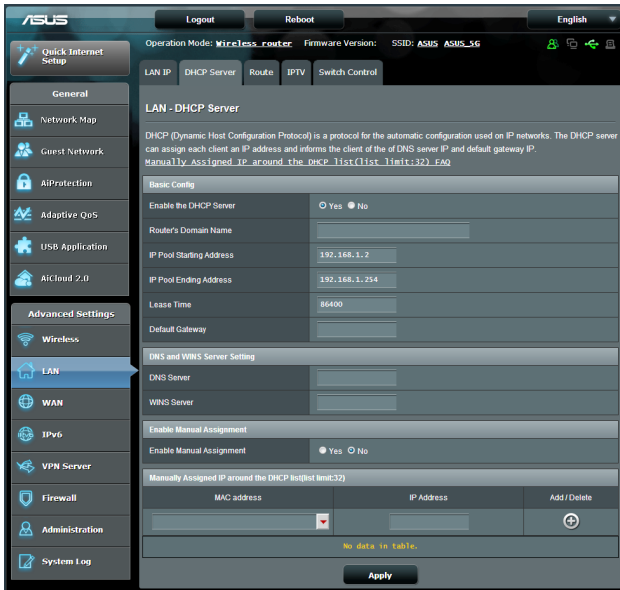 ASUS
Logout Reboot English
Quick Internet Setup
Operation Mode: Wireless router Firmware Version: SSID: ASUS ASUS_5G
LAN IP DHCP Server Route IPTV Switch Control
General
Network Map
Guest Network
AiProtection
Adaptive QoS
USB Application
AiCloud 2.0
Advanced Settings
Wireless
LAN
WAN
IPv6
VPN Server
Firewall
Administration
System Log
LAN - DHCP Server
DHCP (Dynamic Host Configuration Protocol) is a protocol for the automatic configuration used on IP networks. The DHCP server
can assign each client an IP address and informs the client of the of DNS server IP and default gateway IP.
Manually Assigned IP around the DHCP list(list limit:32) FAQ
Basic Config
Enable the DHCP Server Yes No
Router's Domain Name
IP Pool Starting Address 192.168.1.2
IP Pool Ending Address 192.168.1.254
Lease Time 86400
Default Gateway
DNS and WINS Server Setting
DNS Server
WINS Server
Enable Manual Assignment
Enable Manual Assignment Yes No
Manually Assigned IP around the DHCP list(list limit:32)
MAC address IP Address Add / Delete
No data in table.
Apply